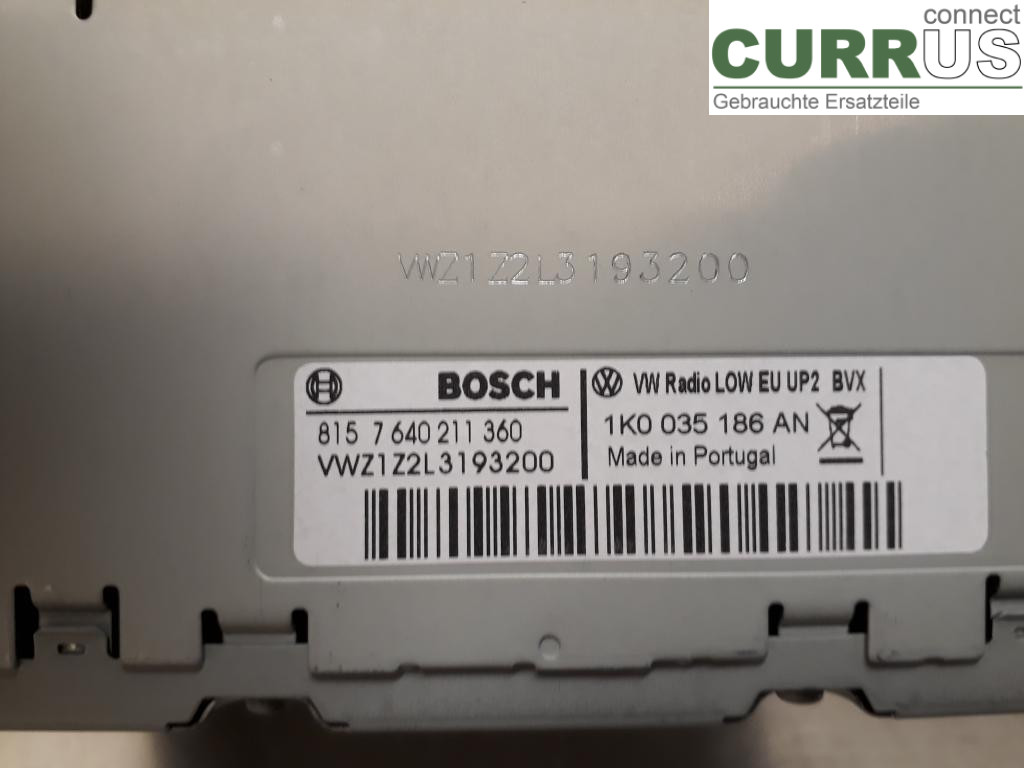 connect
CURRUS
Gebrauchte Ersatzteile
VWZ1Z2L3193200
BOSCH
815 7 640 211 360
VWZ1Z2L3193200
VW Radio LOW EU UP2 BVX
1K0 035 186 AN
Made in Portugal